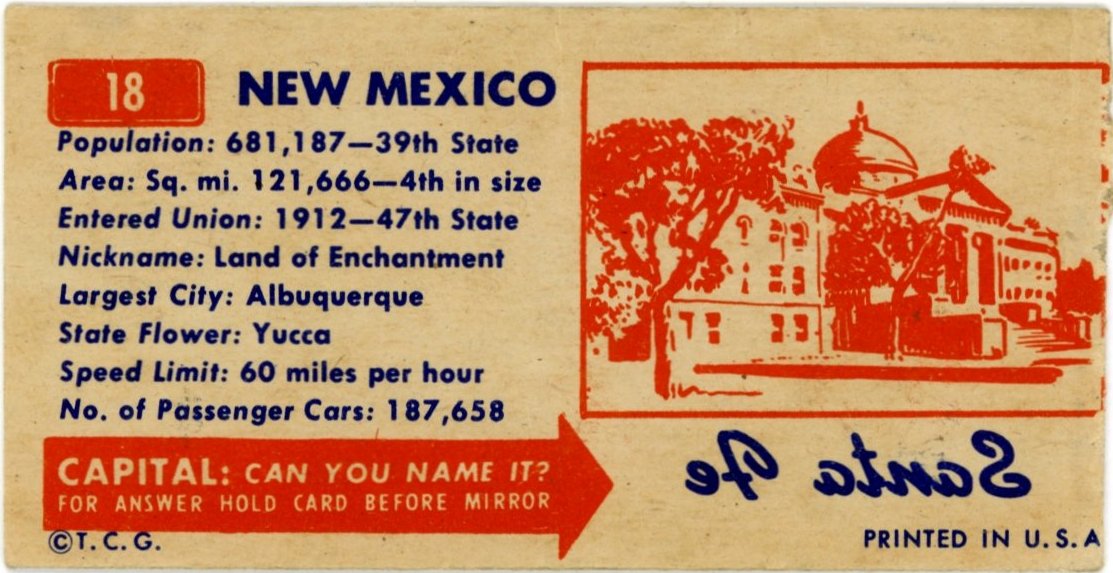 18
NEW MEXICO
Population: 681,187—39th State
Area: Sq. mi. 121,666—4th in size
Entered Union: 1912—47th State
Nickname: Land of Enchantment
Largest City: Albuquerque
State Flower: Yucca
Speed Limit: 60 miles per hour
No. of Passenger Cars: 187,658
CAPITAL: CAN YOU NAME IT?
FOR ANSWER HOLD CARD BEFORE MIRROR
Santa Fe
©T. C. G.
PRINTED IN U. S. A